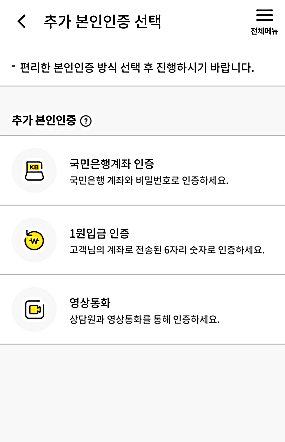 추가 본인인증 선택
전체메뉴
- 편리한 본인인증 방식 선택 후 진행하시기 바랍니다.
추가 본인인증 ?
KB
국민은행계좌 인증
국민은행 계좌와 비밀번호로 인증하세요.
W
1원입금 인증
고객님의 계좌로 전송된 6자리 숫자로 인증하세요.
영상통화
상담원과 영상통화를 통해 인증하세요.